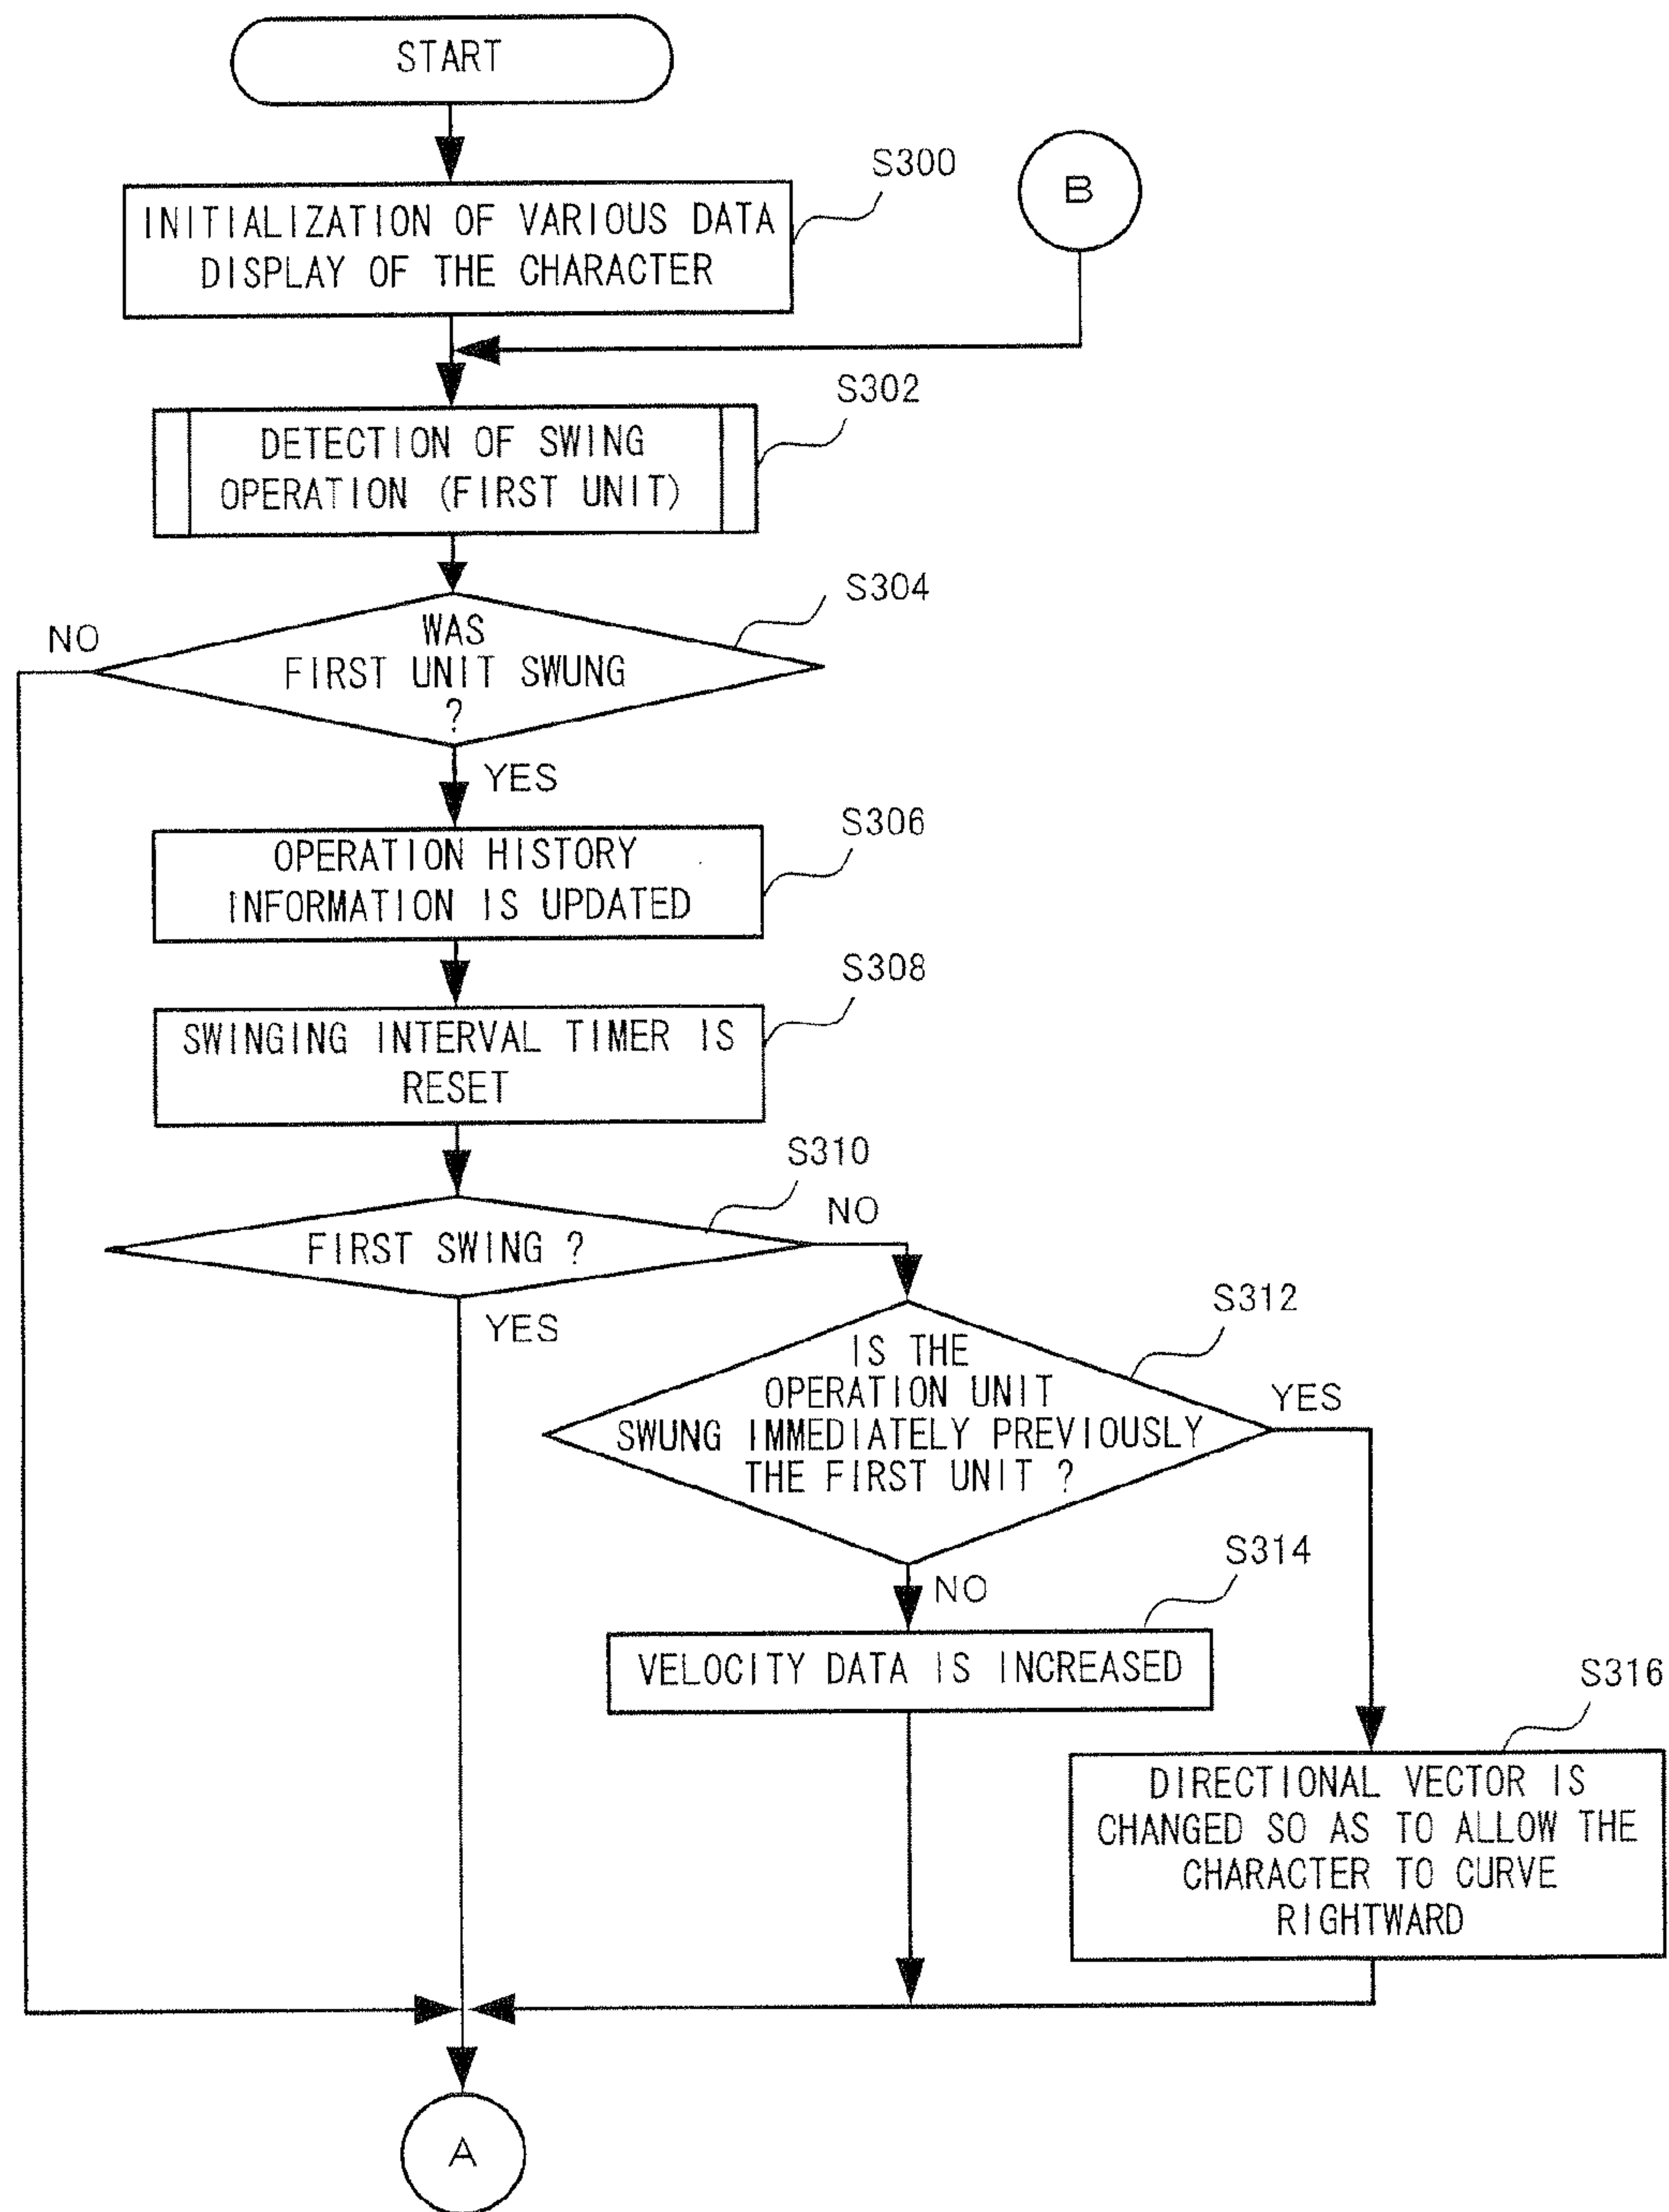 START
S300
B
INITIALIZATION OF VARIOUS DATA
DISPLAY OF THE CHARACTER
S302
DETECTION OF SWING
OPERATION (FIRST UNIT)
S304
NO
WAS
FIRST UNIT SWUNG
?
YES
S306
OPERATION HISTORY
INFORMATION IS UPDATED
S308
SWINGING INTERVAL TIMER IS
RESET
S310
NO
FIRST SWING ?
YES
S312
IS THE
OPERATION UNIT
SWUNG IMMEDIATELY PREVIOUSLY
THE FIRST UNIT ?
YES
NO
S314
VELOCITY DATA IS INCREASED
S316
DIRECTIONAL VECTOR IS
CHANGED SO AS TO ALLOW THE
CHARACTER TO CURVE
RIGHTWARD
A